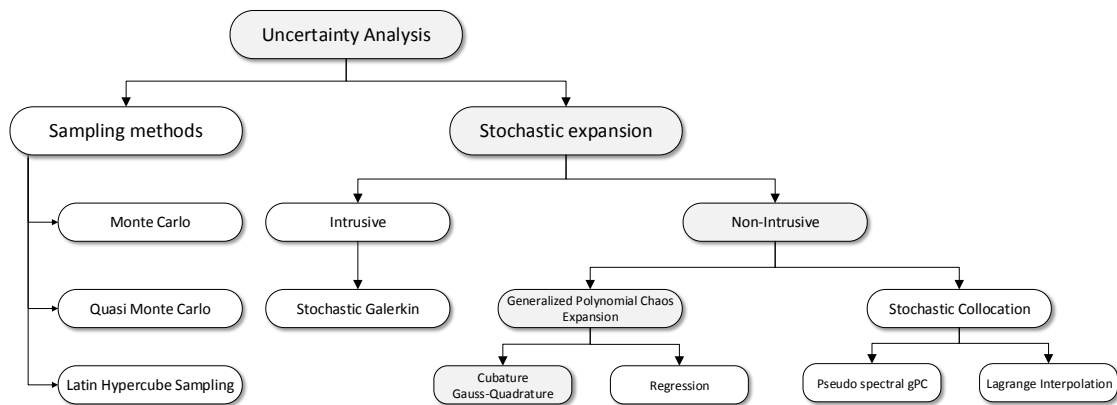 Uncertainty Analysis
Sampling methods
Stochastic expansion
Monte Carlo
Intrusive
Non-Intrusive
Quasi Monte Carlo
Stochastic Galerkin
Generalized Polynomial Chaos
Expansion
Stochastic Collocation
Latin Hypercube Sampling
Cubature
Gauss-Quadrature
Regression
Pseudo spectral gPC
Lagrange Interpolation